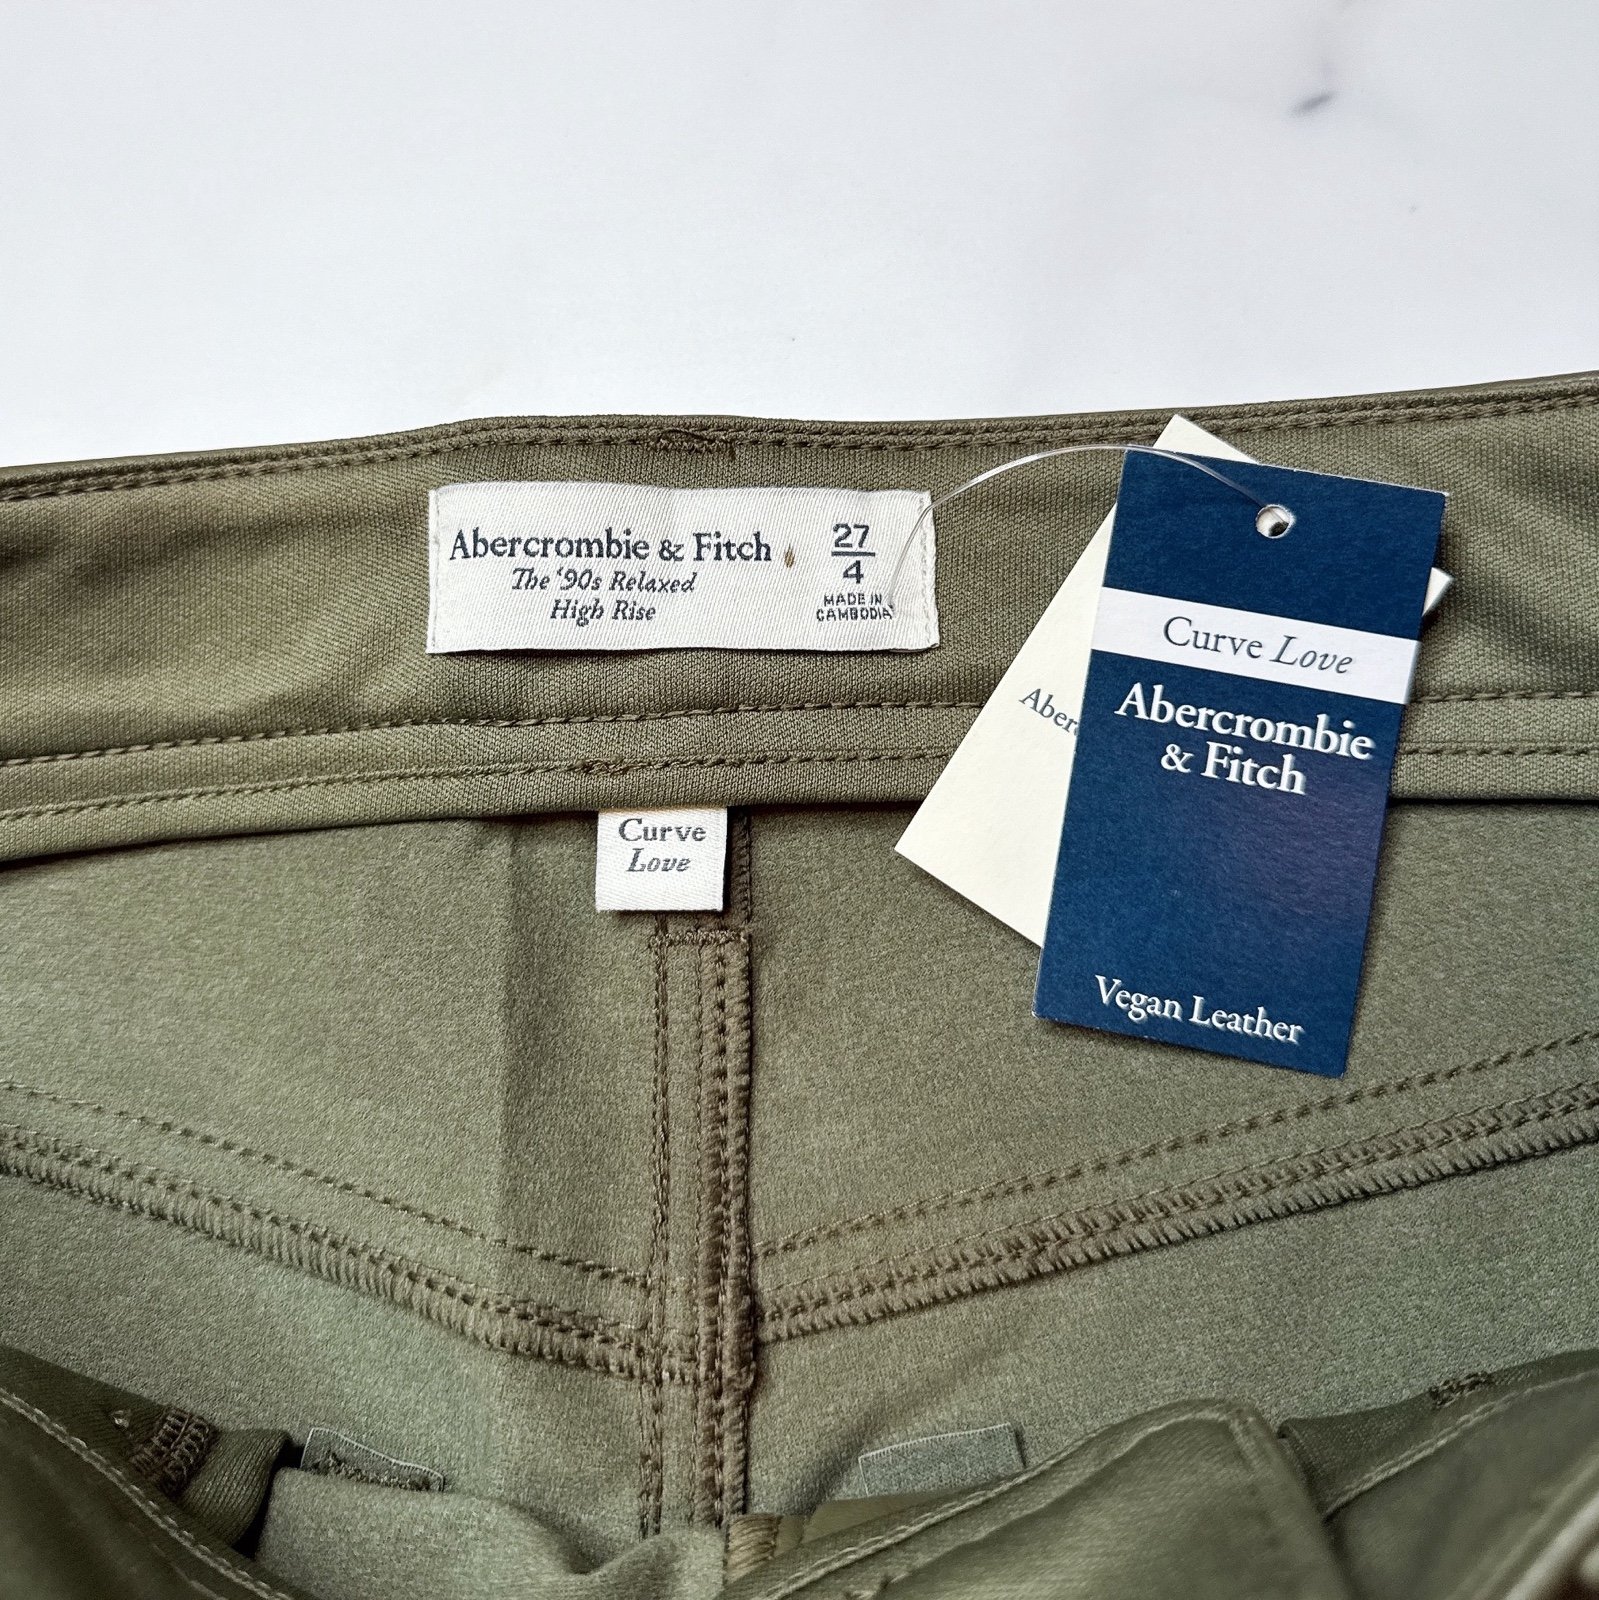 Abercrombie & Fitch
The ‘90s Relaxed
High Rise
27
4
MADE IN
CAMBODIA
Curve Love
Abercrombie
& Fitch
Vegan Leather
Curve
Love